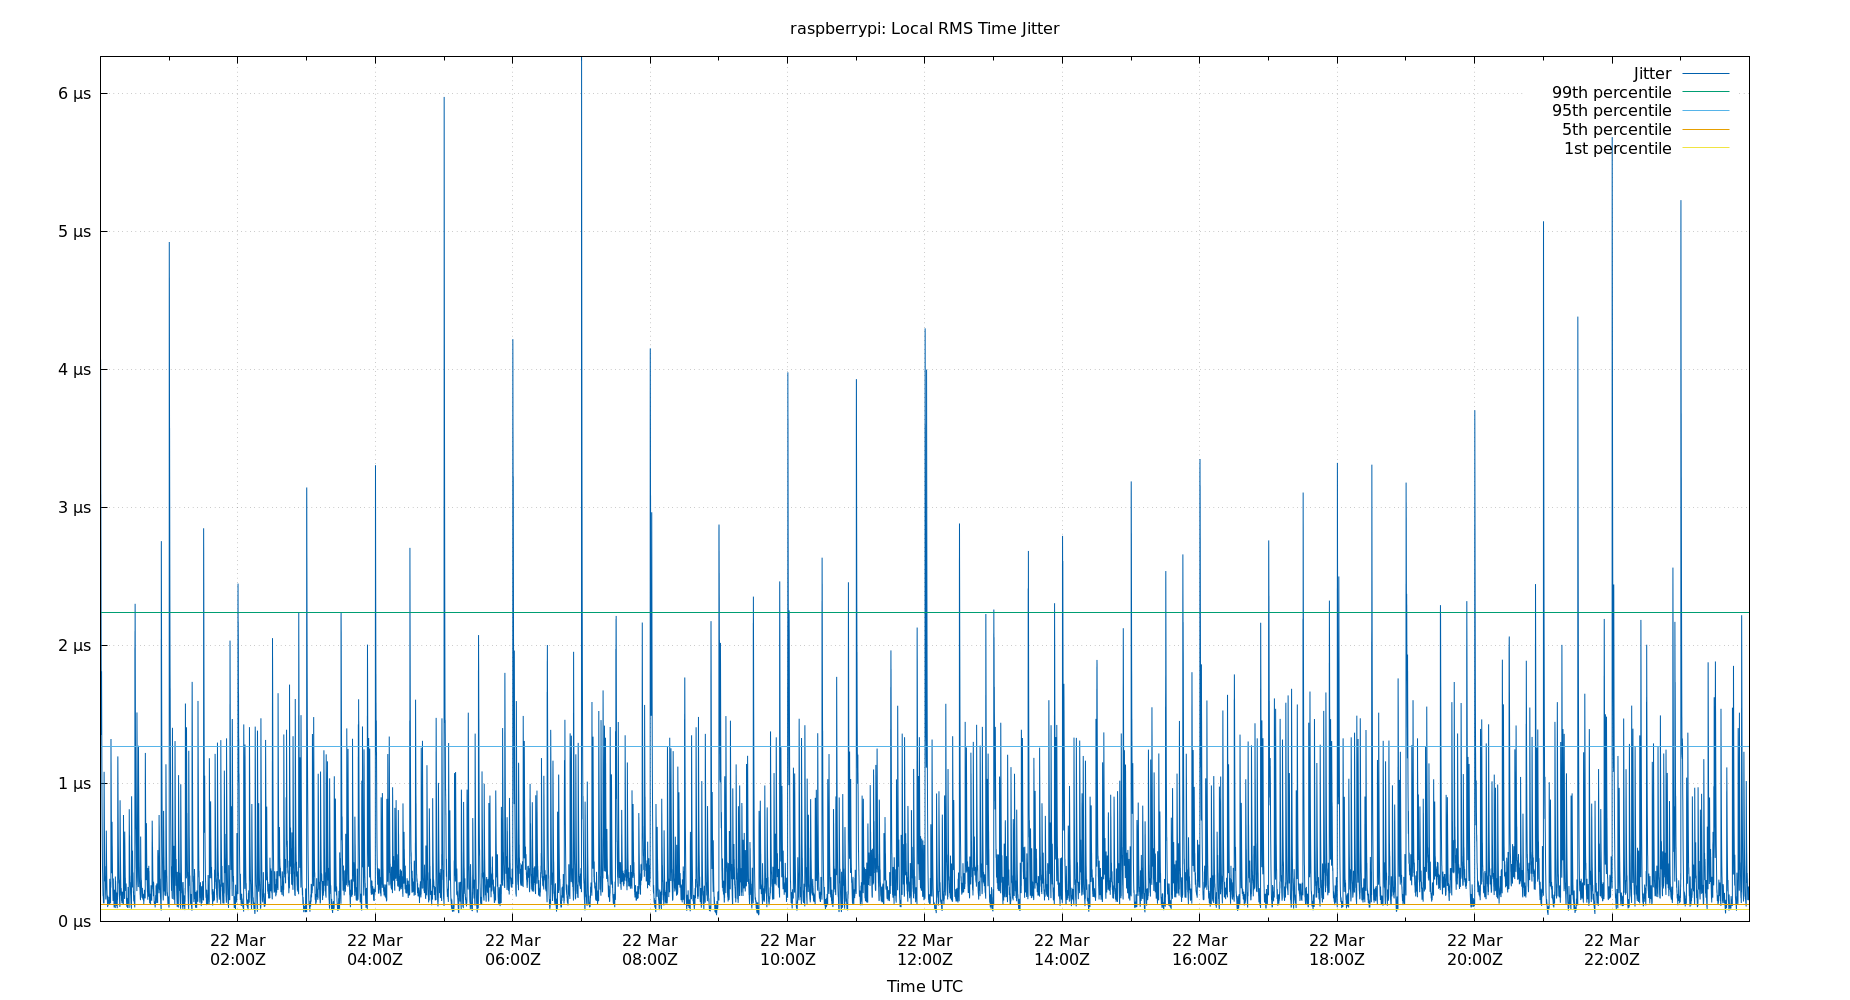 raspberrypi: Local RMS Time Jitter
Jitter
99th percentile
95th percentile
5th percentile
1st percentile
6 µs
5 µs
4 µs
3 µs
2 µs
1 µs
0 µs
22 Mar 22 Mar 22 Mar 22 Mar 22 Mar 22 Mar 22 Mar 22 Mar 22 Mar 22 Mar 22 Mar
02:00Z 04:00Z 06:00Z 08:00Z 10:00Z 12:00Z 14:00Z 16:00Z 18:00Z 20:00Z 22:00Z
Time UTC